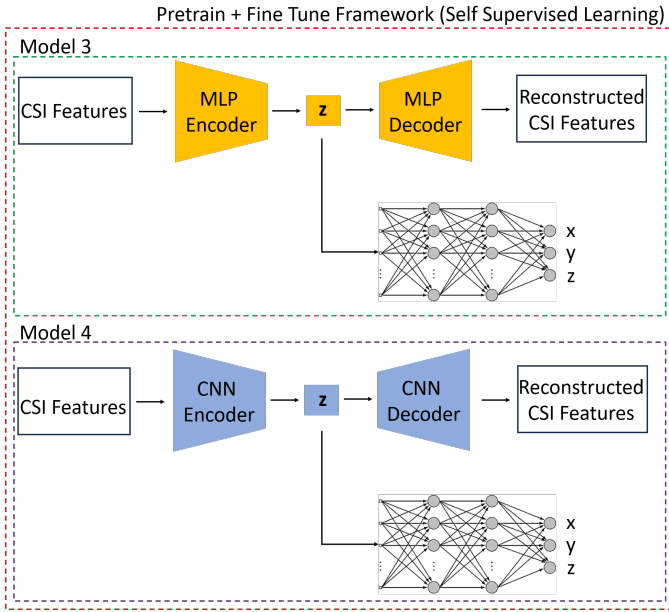 Pretrain + Fine Tune Framework (Self Supervised Learning)
Model 3
CSI Features
MLP
Encoder
z
MLP
Decoder
Reconstructed
CSI Features
x
y
z
Model 4
CSI Features
CNN
Encoder
z
CNN
Decoder
Reconstructed
CSI Features
x
y
z